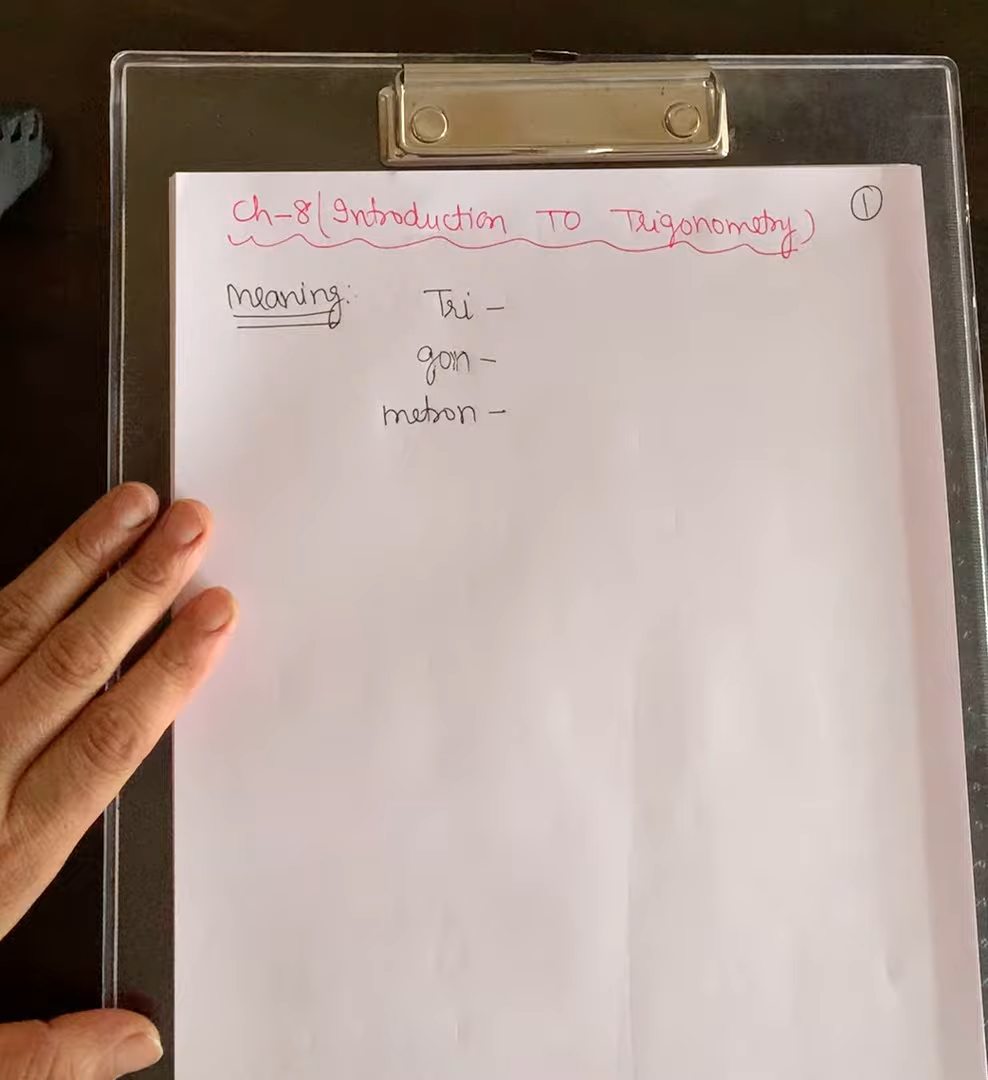 Ch-8 (Introduction TO Trigonometry) 1
Meaning: Tri -
gon -
metron -